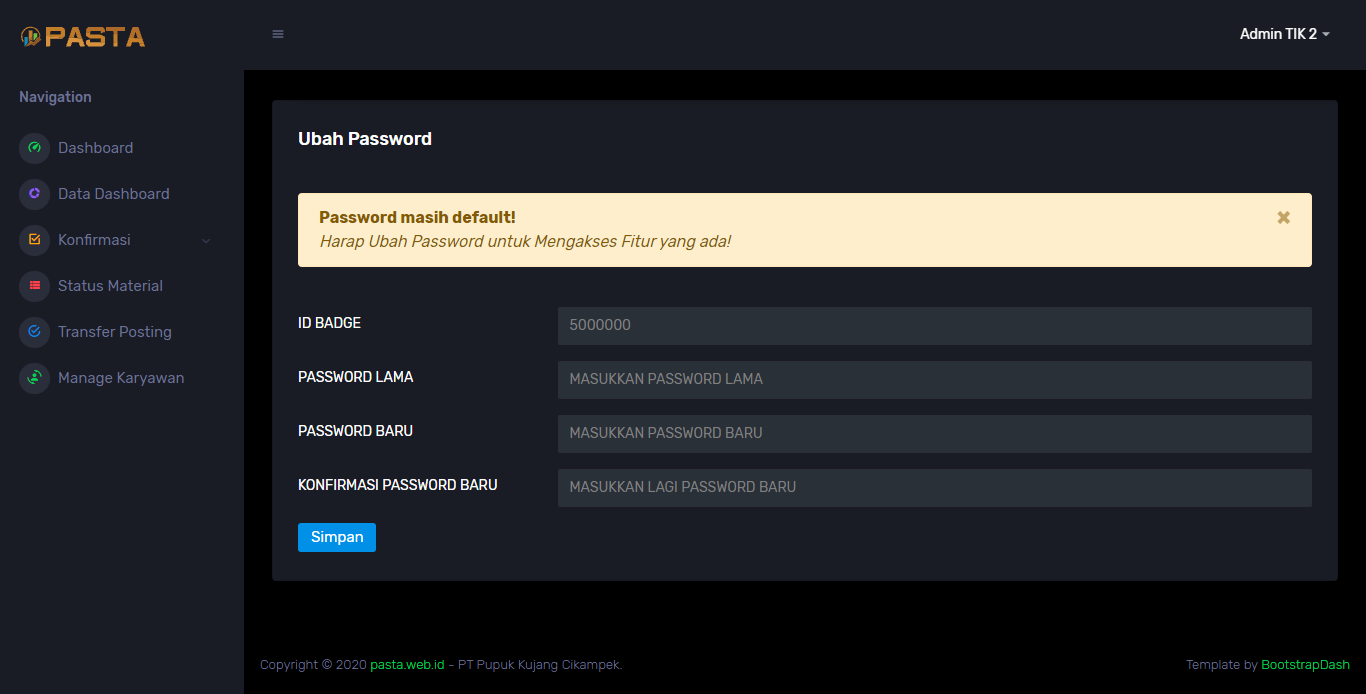 PASTA
Admin TIK 2
Navigation
Dashboard
Data Dashboard
Konfirmasi
Status Material
Transfer Posting
Manage Karyawan
Ubah Password
Password masih default!
Harap Ubah Password untuk Mengakses Fitur yang ada!
ID BADGE
5000000
PASSWORD LAMA
MASUKKAN PASSWORD LAMA
PASSWORD BARU
MASUKKAN PASSWORD BARU
KONFIRMASI PASSWORD BARU
MASUKKAN LAGI PASSWORD BARU
Simpan
Copyright © 2020 pasta.web.id - PT Pupuk Kujang Cikampek.
Template by BootstrapDash